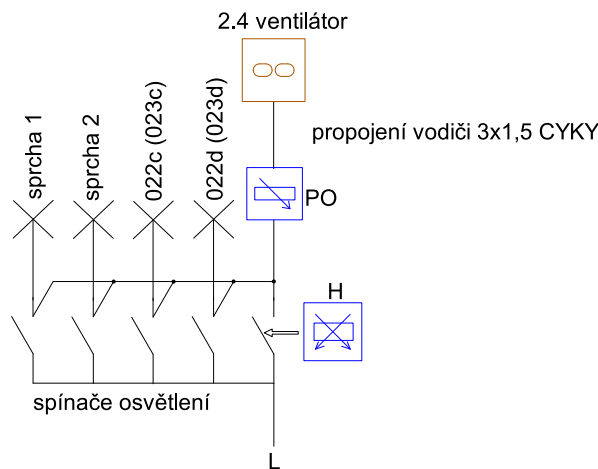 2.4 ventilátor
sprcha 1
sprcha 2
022c (023c)
022d (023d)
propojení vodiči 3x1,5 CYKY
PO
H
spínače osvětlení
L